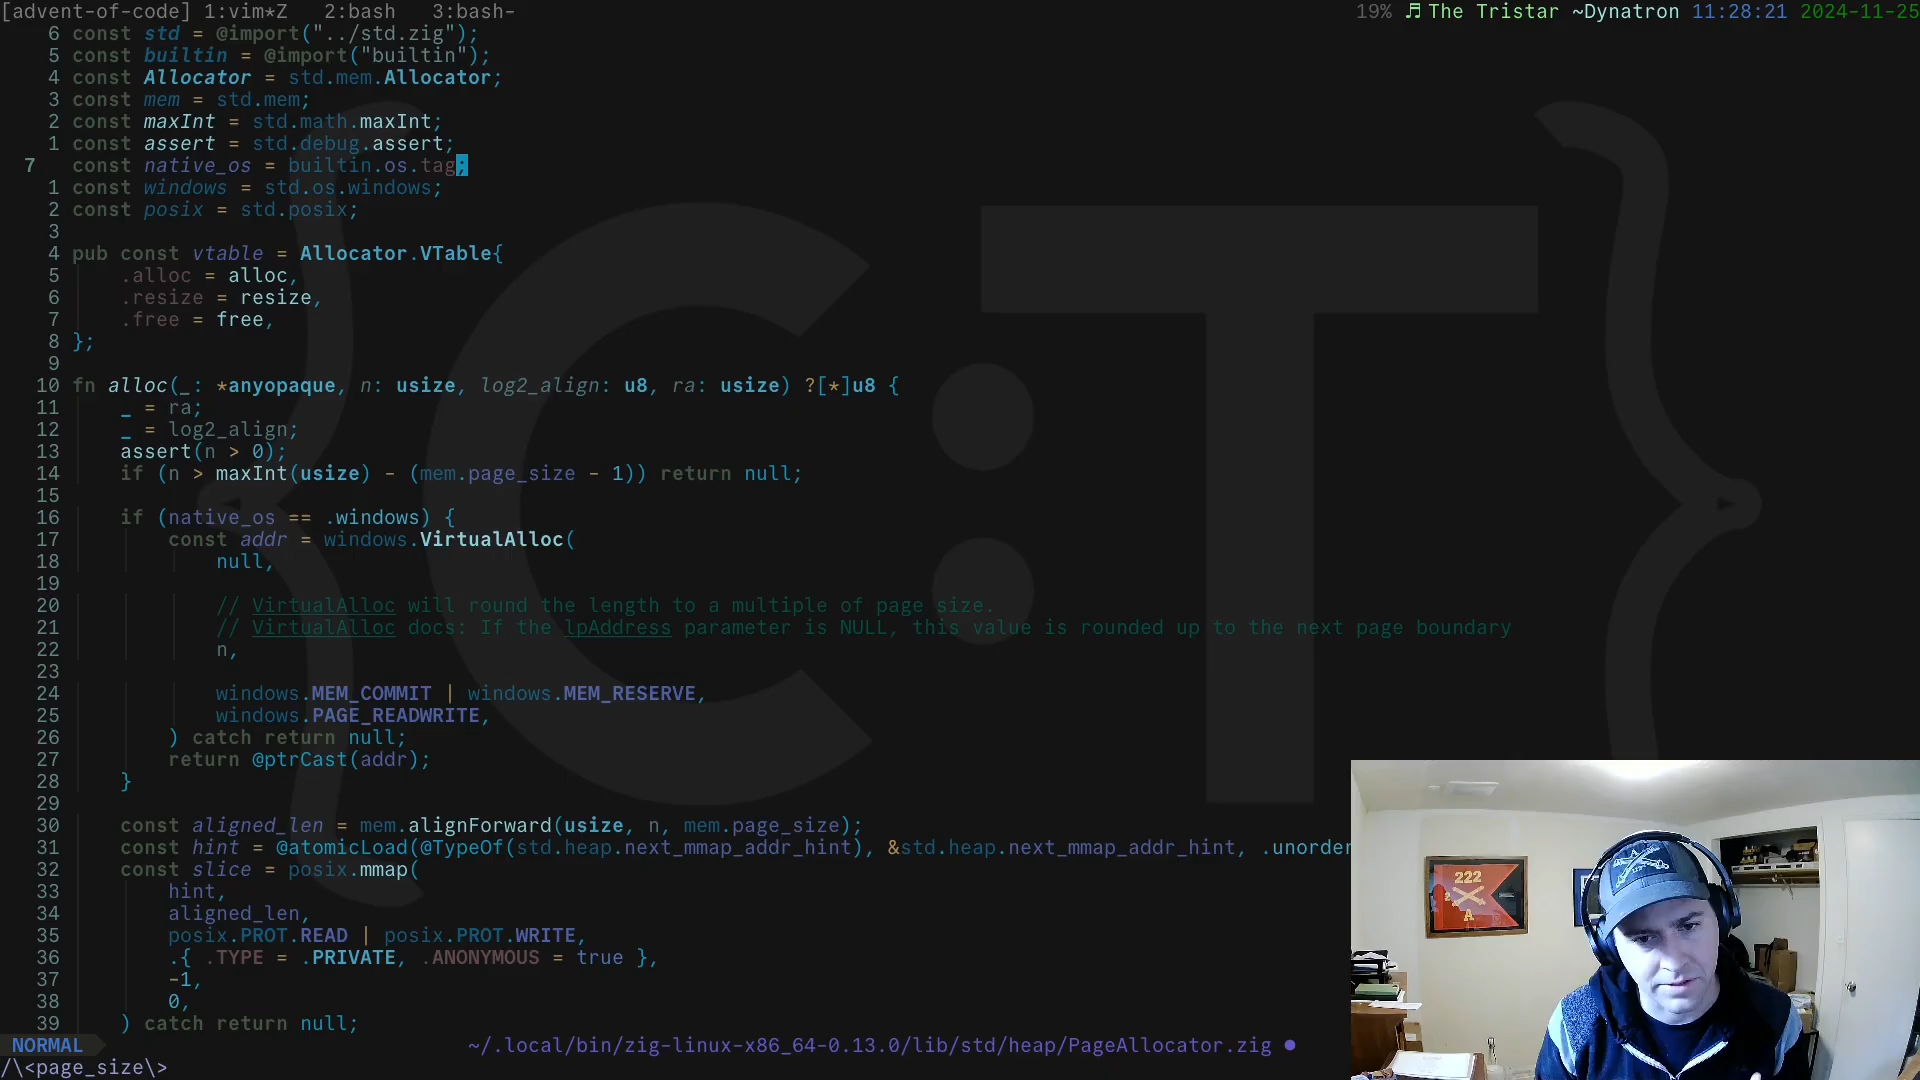 [advent-of-code] 1:vim*Z 2:bash 3:bash- 19% ♬ The Tristar ~Dynatron 11:28:21 2024-11-25
6 const std = @import("../std.zig");
5 const builtin = @import("builtin");
4 const Allocator = std.mem.Allocator;
3 const mem = std.mem;
2 const maxInt = std.math.maxInt;
1 const assert = std.debug.assert;
7 const native_os = builtin.os.tag;
1 const windows = std.os.windows;
2 const posix = std.posix;
3
4 pub const vtable = Allocator.VTable{
5 .alloc = alloc,
6 .resize = resize,
7 .free = free,
8 };
9
10 fn alloc(_: *anyopaque, n: usize, log2_align: u8, ra: usize) ?[*]u8 {
11 _ = ra;
12 _ = log2_align;
13 assert(n > 0);
14 if (n > maxInt(usize) - (mem.page_size - 1)) return null;
15
16 if (native_os == .windows) {
17 const addr = windows.VirtualAlloc(
18 null,
19
20 // VirtualAlloc will round the length to a multiple of page size.
21 // VirtualAlloc docs: If the lpAddress parameter is NULL, this value is rounded up to the next page boundary
22 n,
23
24 windows.MEM_COMMIT | windows.MEM_RESERVE,
25 windows.PAGE_READWRITE,
26 ) catch return null;
27 return @ptrCast(addr);
28 }
29
30 const aligned_len = mem.alignForward(usize, n, mem.page_size);
31 const hint = @atomicLoad(@TypeOf(std.heap.next_mmap_addr_hint), &std.heap.next_mmap_addr_hint, .unorder
32 const slice = posix.mmap(
33 hint,
34 aligned_len,
35 posix.PROT.READ | posix.PROT.WRITE,
36 .{ .TYPE = .PRIVATE, .ANONYMOUS = true },
37 -1,
38 0,
39 ) catch return null;
NORMAL ~/.local/bin/zig-linux-x86_64-0.13.0/lib/std/heap/PageAllocator.zig ●
/\<page_size\>
{C:T}
222
2
A